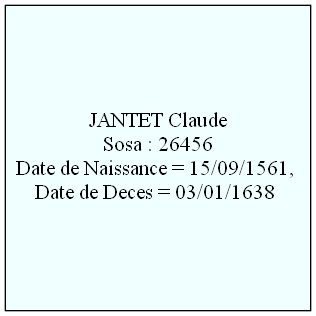 JANTET Claude
Sosa : 26456
Date de Naissance = 15/09/1561,
Date de Deces = 03/01/1638